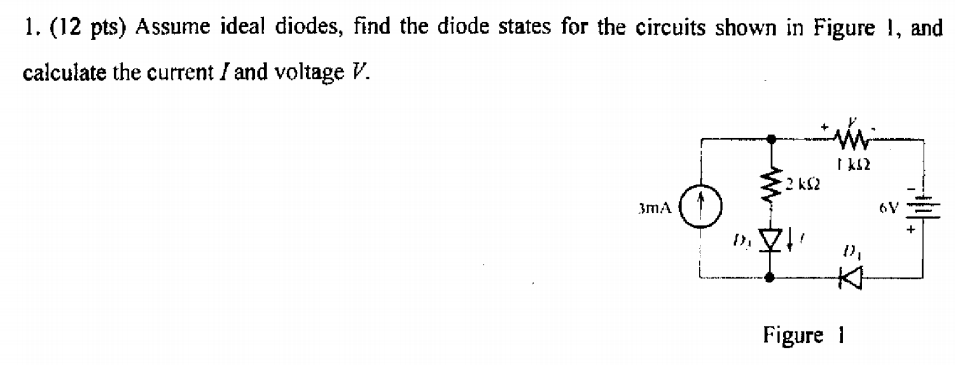 1. (12 pts) Assume ideal diodes, find the diode states for the circuits shown in Figure 1, and
calculate the current I and voltage V.
+ V -
1 kΩ
2 kΩ
3mA
6V
-
+
I
D₁
Figure 1